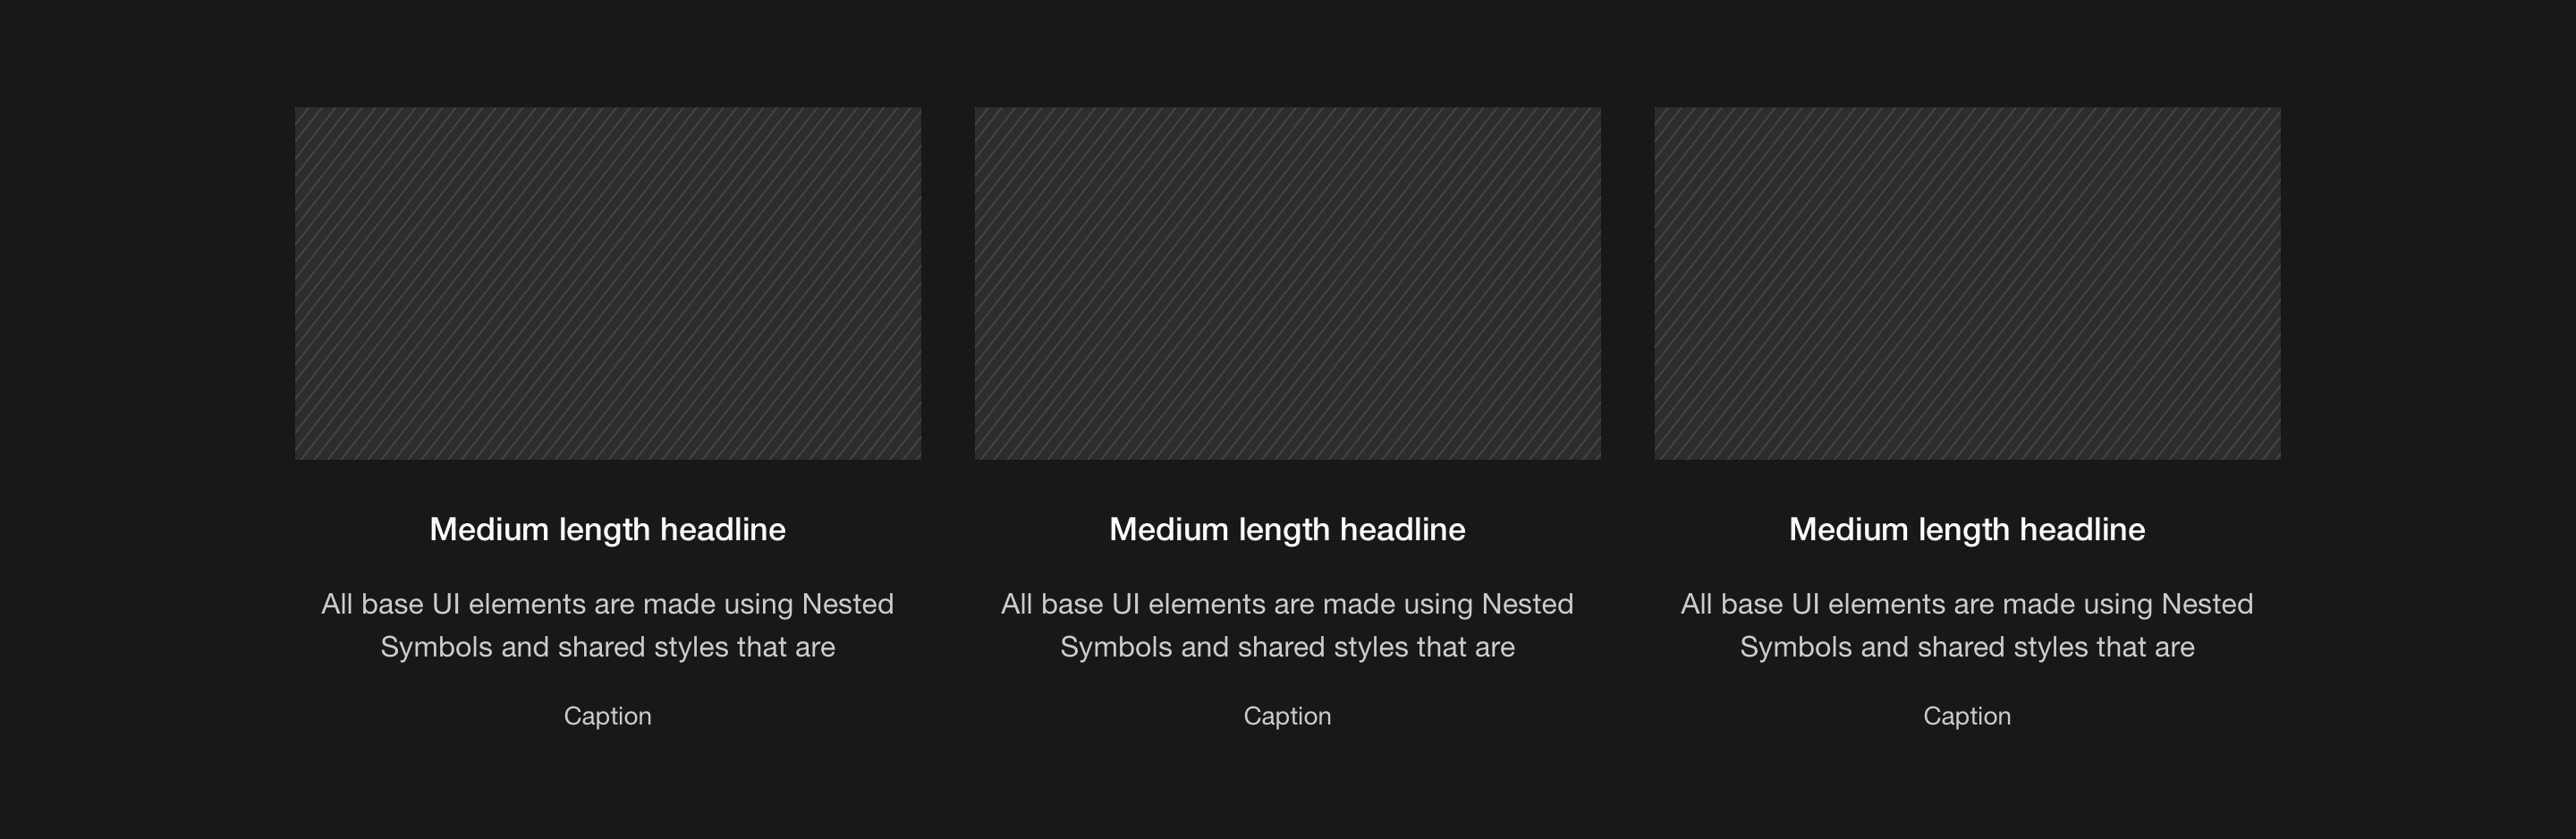 Medium length headline
All base UI elements are made using Nested
Symbols and shared styles that are
Caption
Medium length headline
All base UI elements are made using Nested
Symbols and shared styles that are
Caption
Medium length headline
All base UI elements are made using Nested
Symbols and shared styles that are
Caption